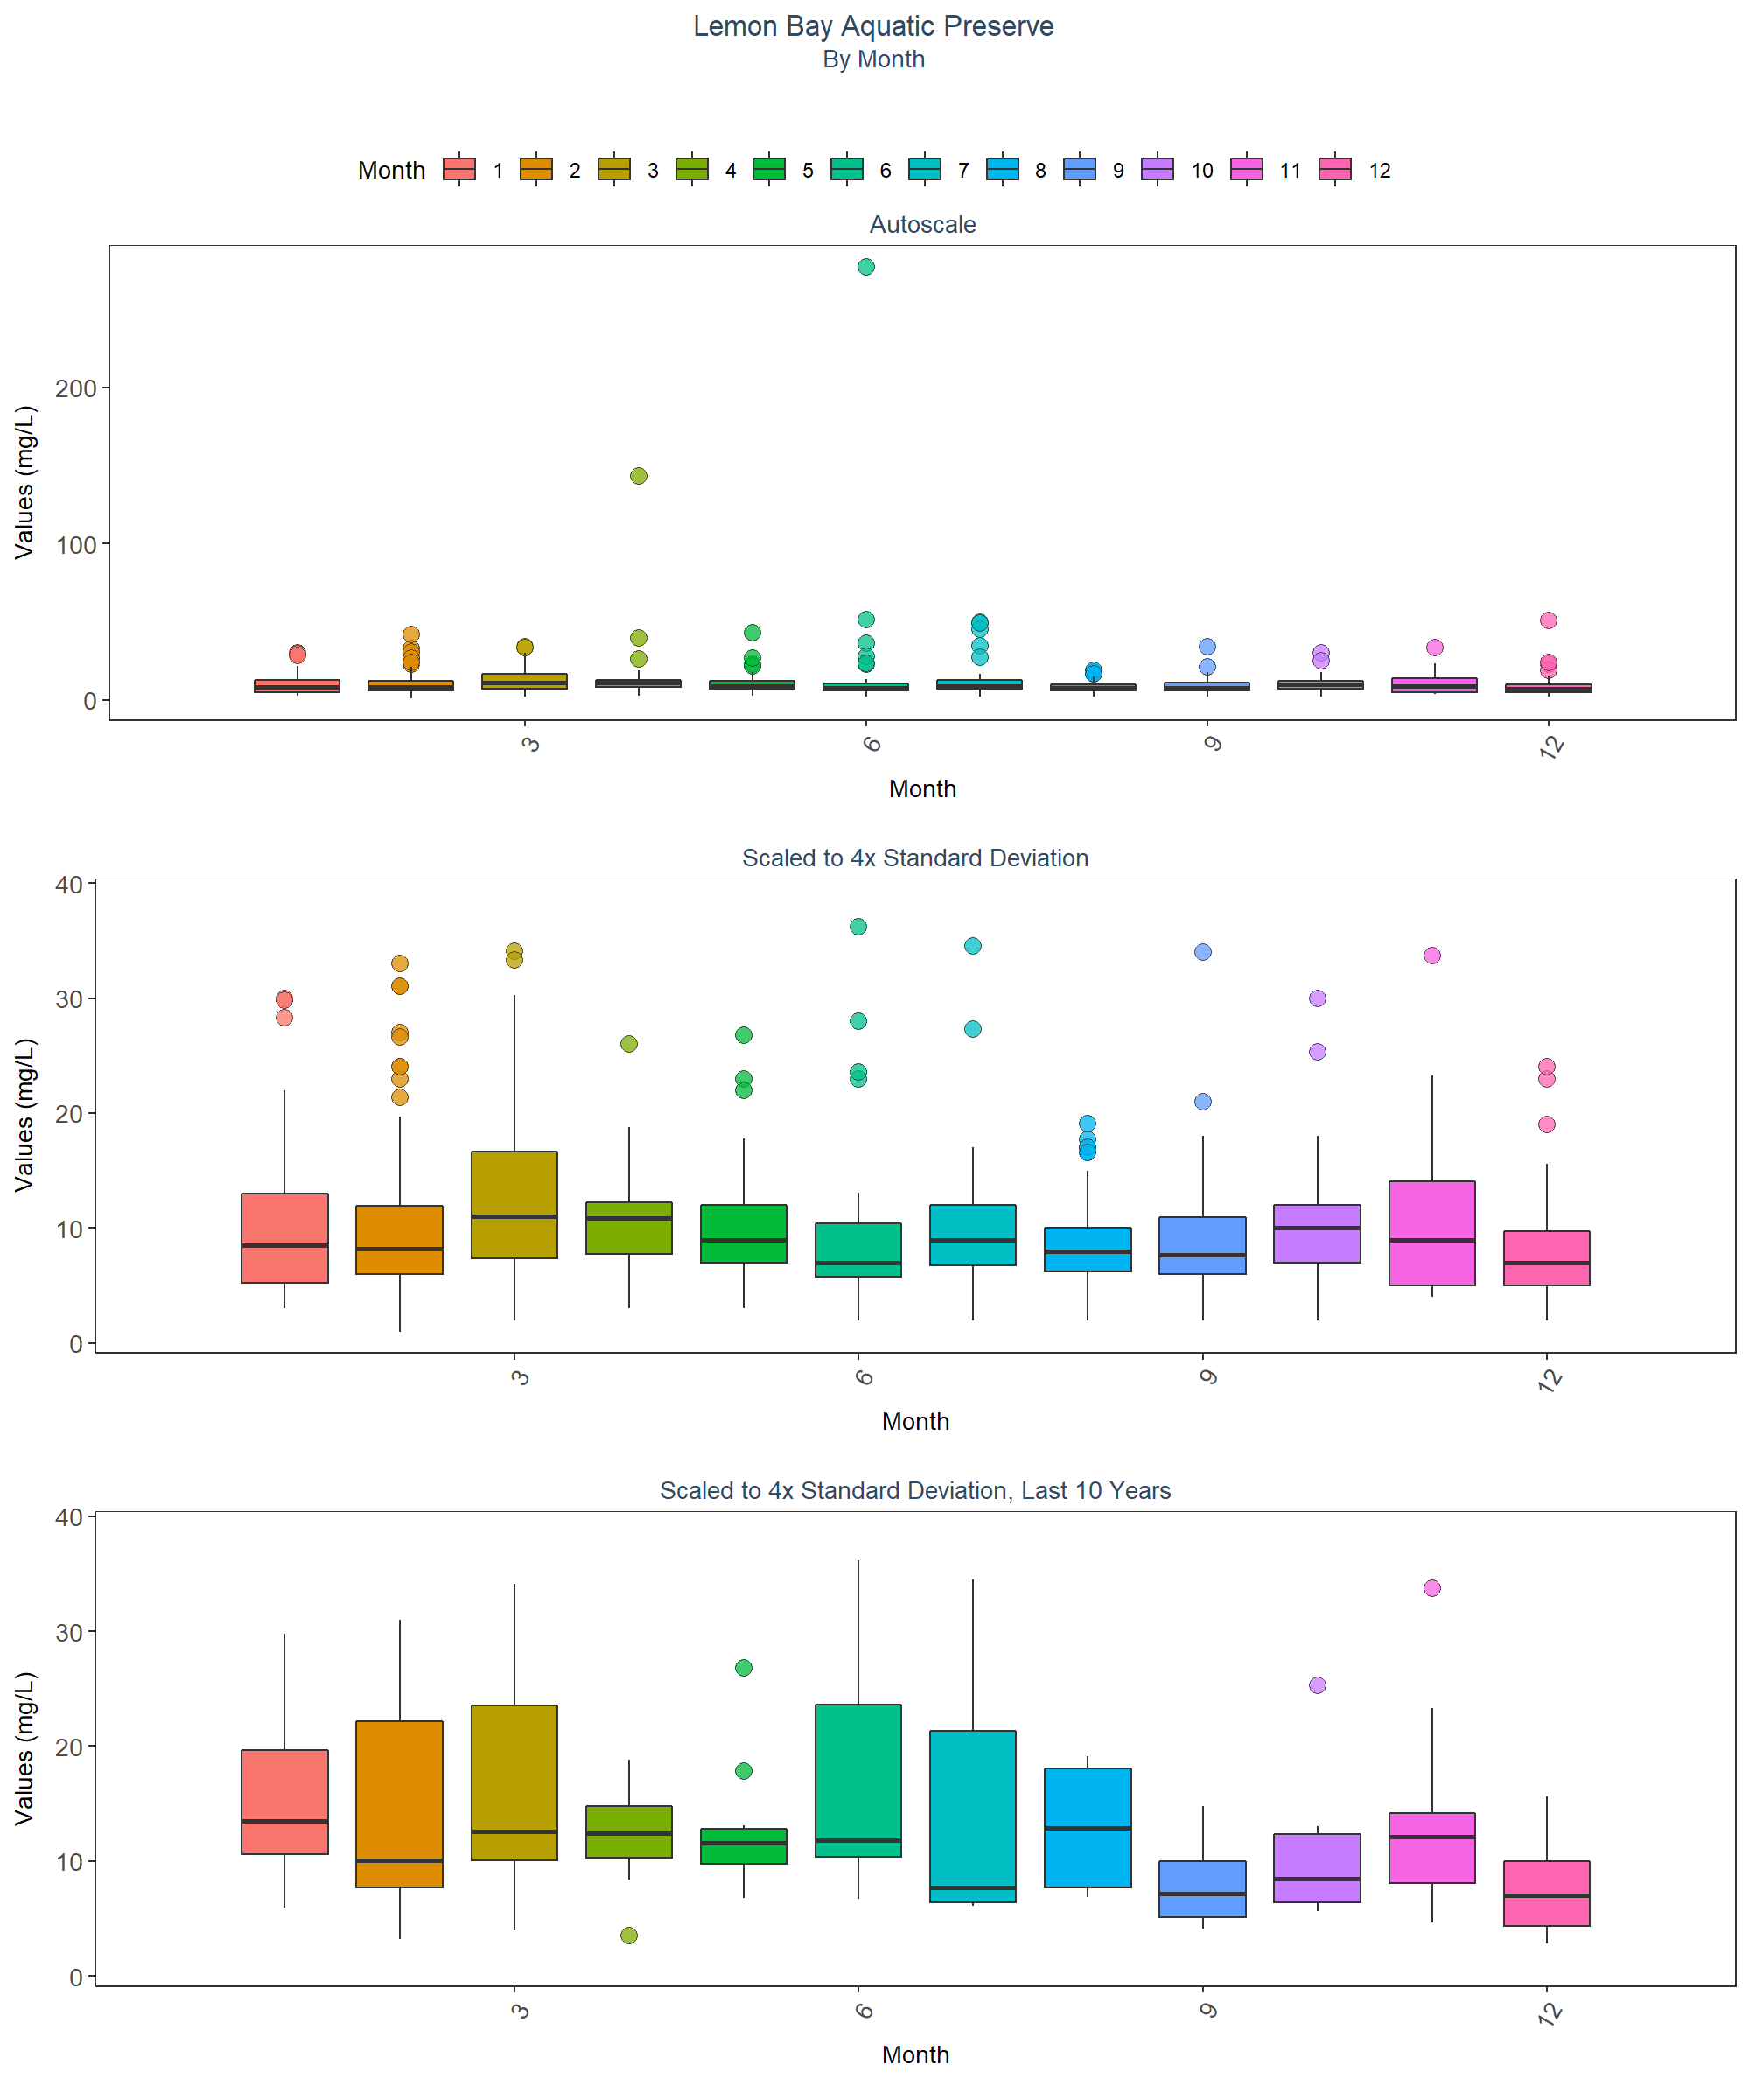 Lemon Bay Aquatic Preserve
By Month
Month 1 2 3 4 5 6 7 8 9 10 11 12
Autoscale
Values (mg/L)
200
100
0
3 6 9 12
Month
Scaled to 4x Standard Deviation
Values (mg/L)
40
30
20
10
0
3 6 9 12
Month
Scaled to 4x Standard Deviation, Last 10 Years
Values (mg/L)
40
30
20
10
0
3 6 9 12
Month